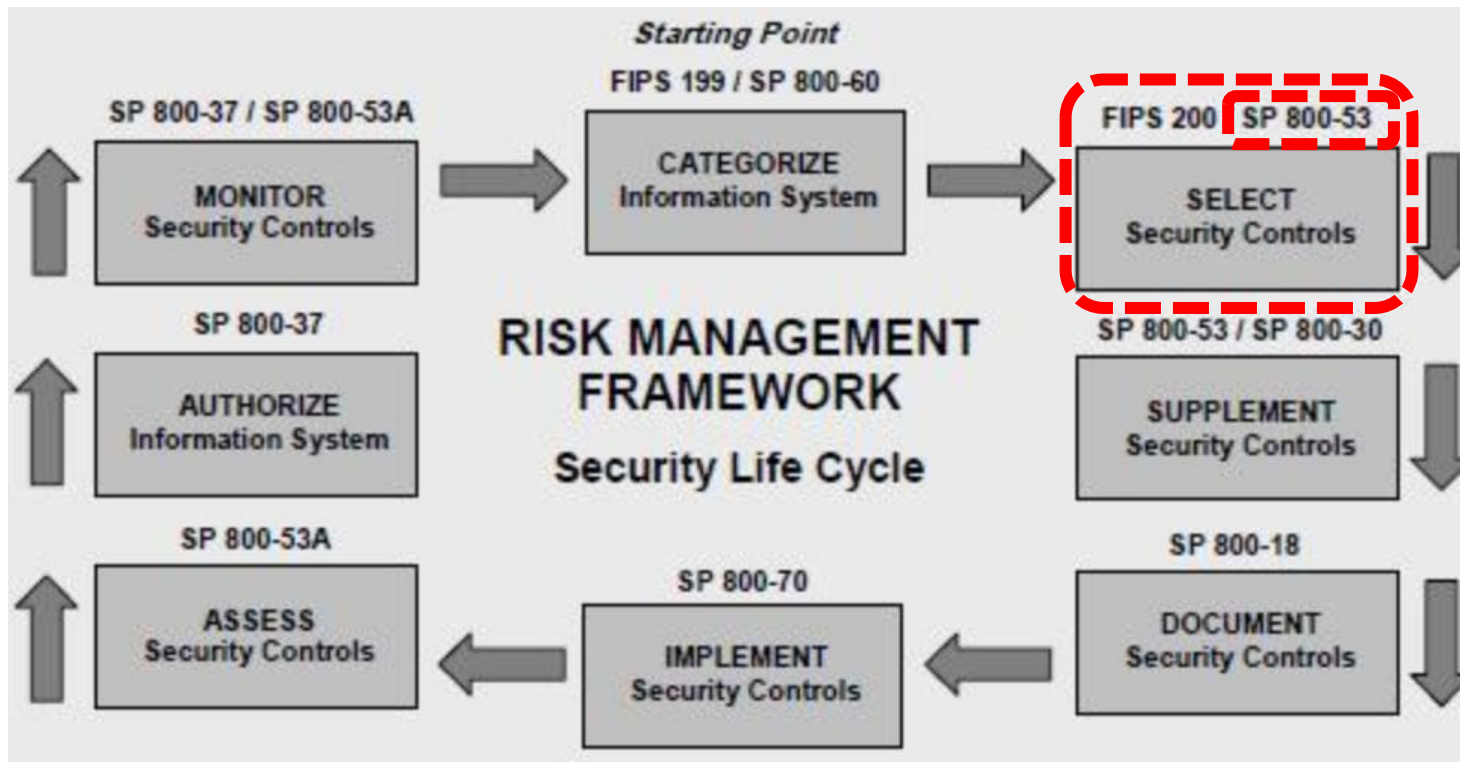 Starting Point
FIPS 199 / SP 800-60
CATEGORIZE
Information System
FIPS 200 SP 800-53
SELECT
Security Controls
SP 800-53 / SP 800-30
SUPPLEMENT
Security Controls
SP 800-18
DOCUMENT
Security Controls
SP 800-70
IMPLEMENT
Security Controls
SP 800-53A
ASSESS
Security Controls
SP 800-37
AUTHORIZE
Information System
SP 800-37 / SP 800-53A
MONITOR
Security Controls
RISK MANAGEMENT
FRAMEWORK
Security Life Cycle